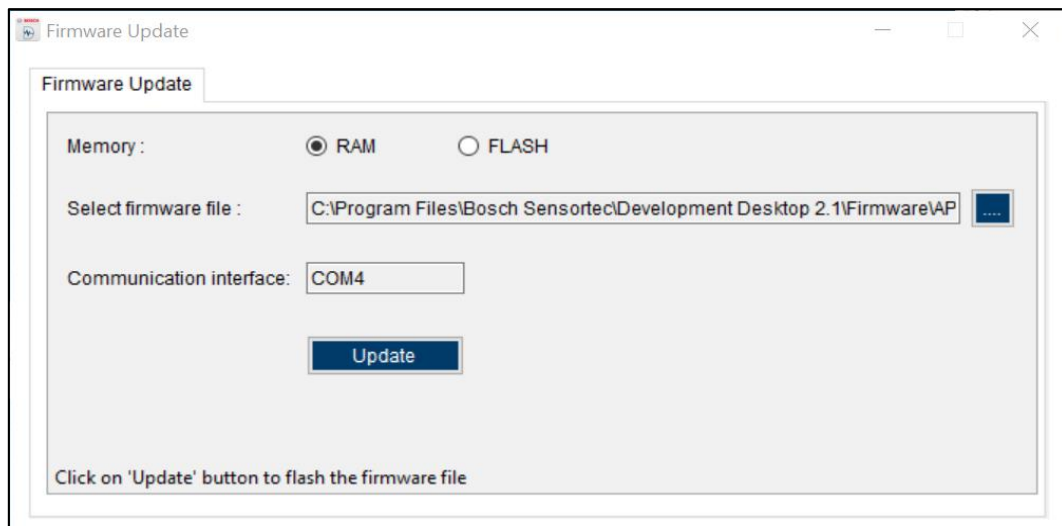 Firmware Update
Firmware Update
Memory : RAM FLASH
Select firmware file : C:\Program Files\Bosch Sensortec\Development Desktop 2.1\Firmware\AP ....
Communication interface: COM4
Update
Click on 'Update' button to flash the firmware file